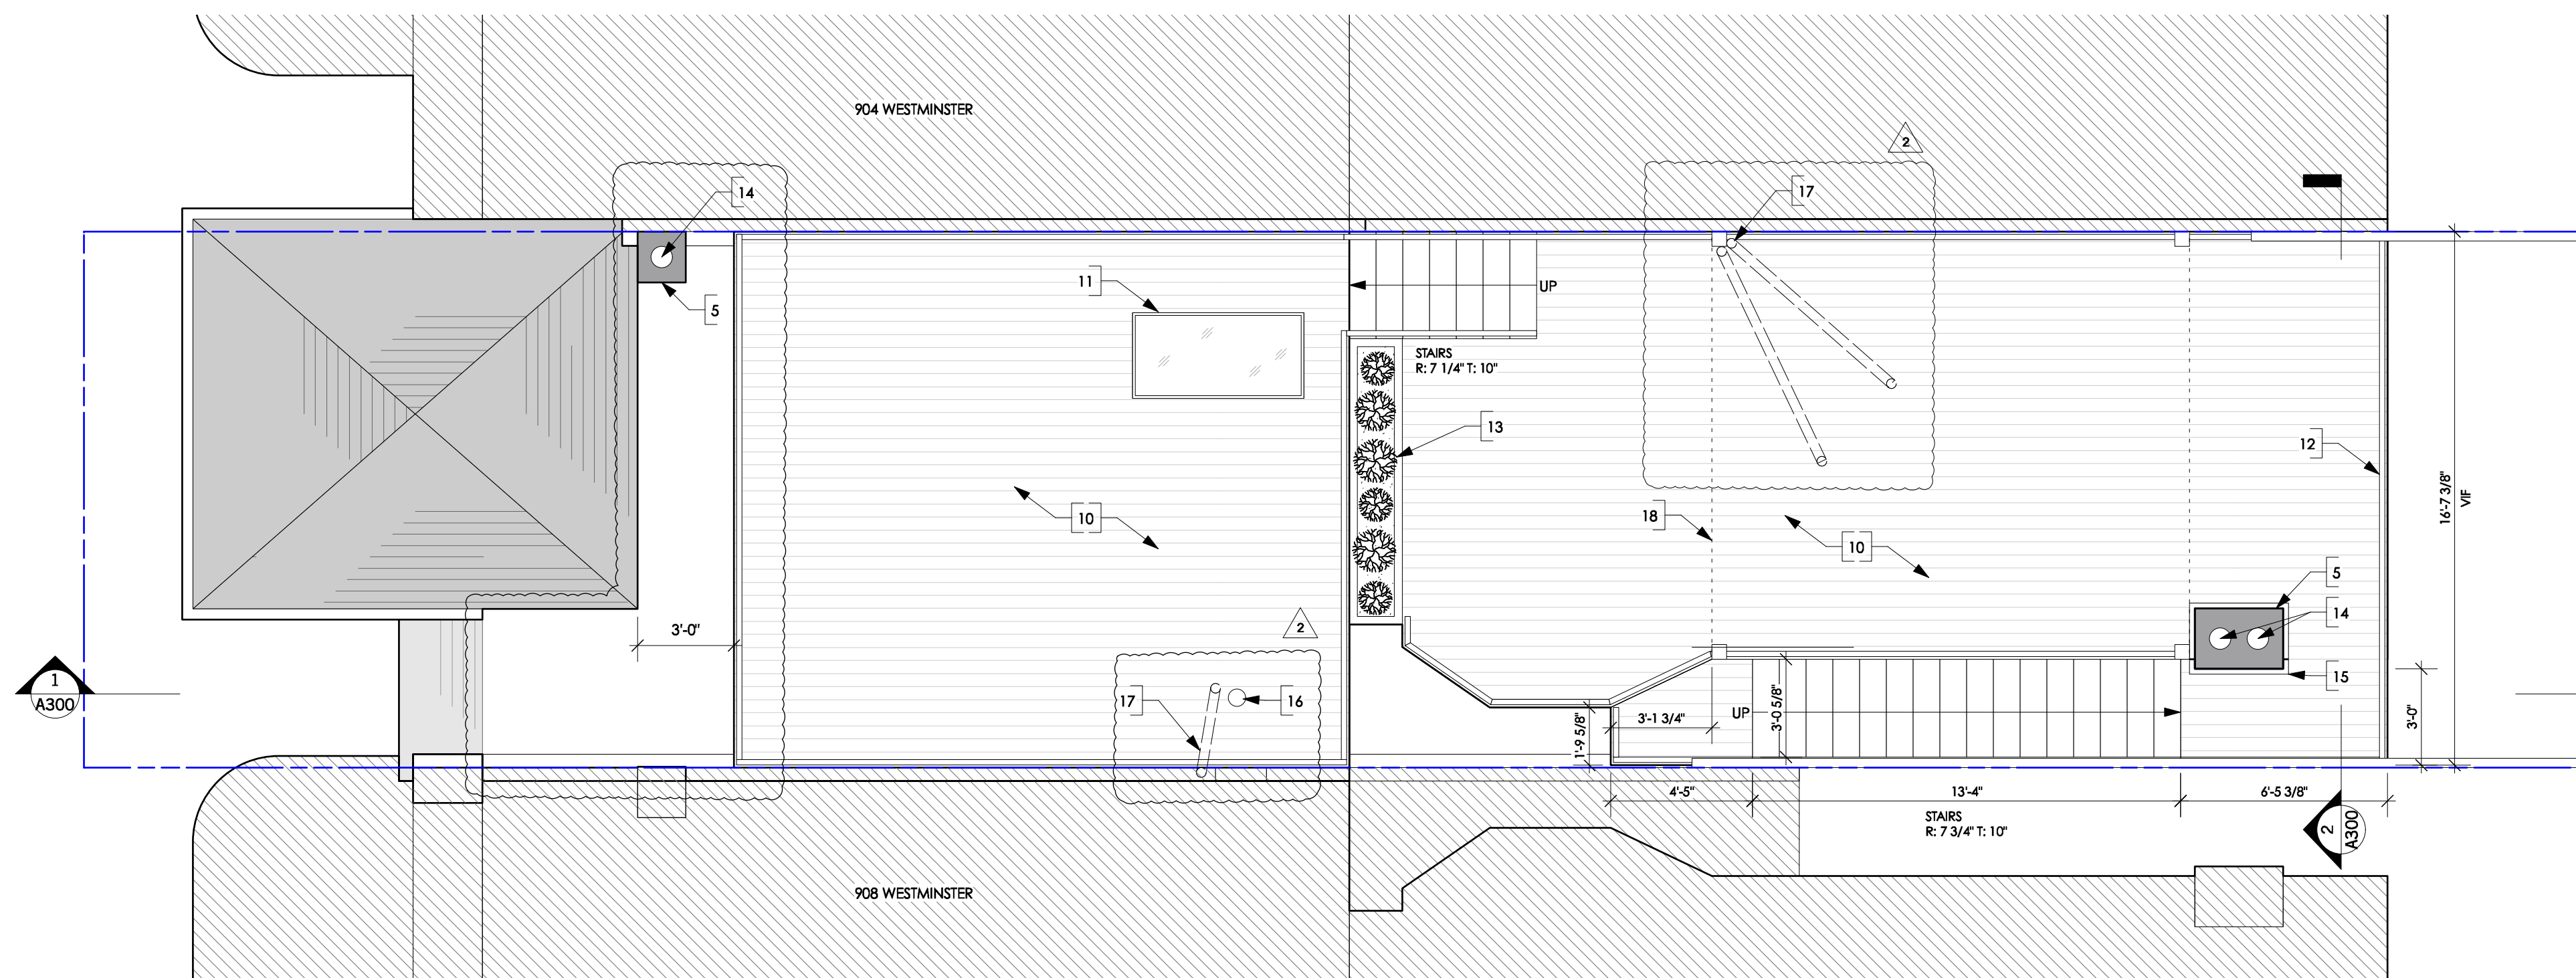 904 WESTMINSTER
2
14
17
11
5
UP
STAIRS
R: 7 1/4" T: 10"
13
12
16'-7 3/8"
VIF
10
18
10
5
14
3'-0"
2
15
1
A300
17
16
1'-9 5/8"
3'-1 3/4"
UP
3'-0 5/8"
3'-0"
4'-5"
13'-4"
6'-5 3/8"
STAIRS
R: 7 3/4" T: 10"
2
A300
908 WESTMINSTER